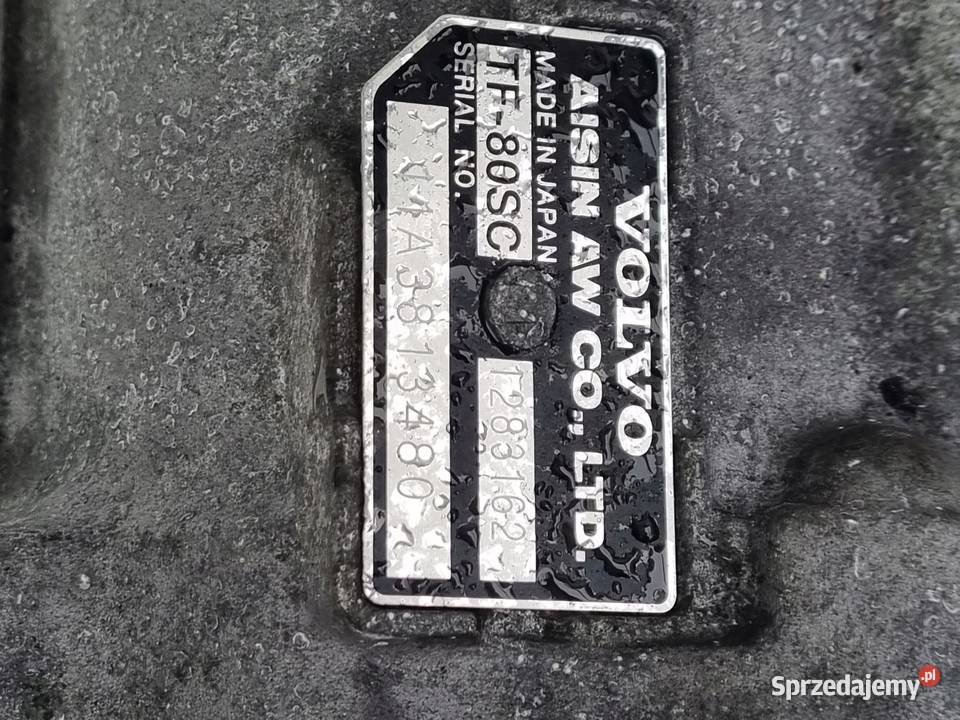 VOLVO
AISIN AW CO., LTD.
MADE IN JAPAN
TF-80SC
1283162
SERIAL NO.
Sprzedajemy.pl